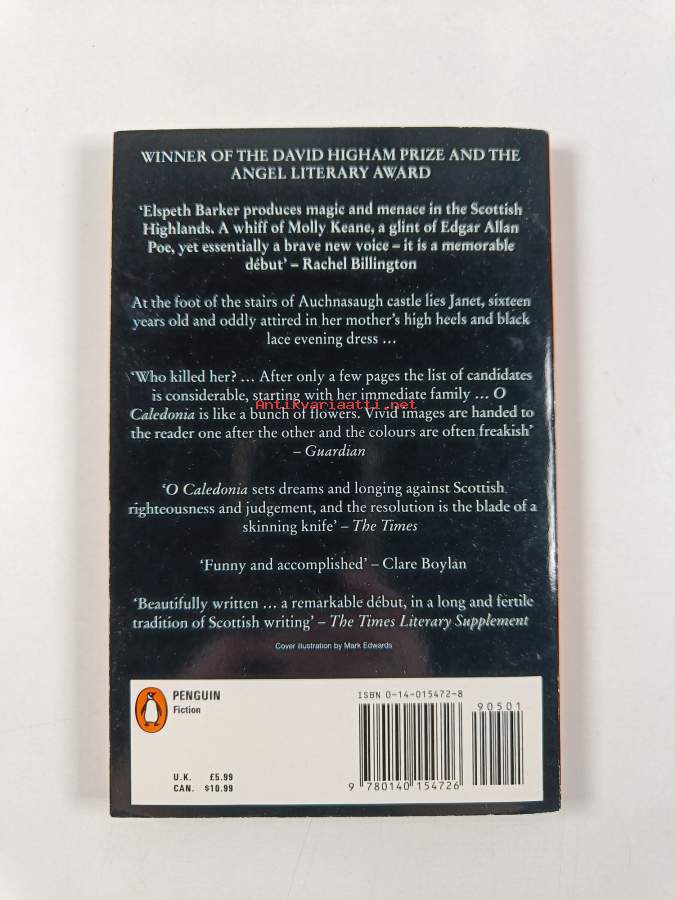 WINNER OF THE DAVID HIGHAM PRIZE AND THE
ANGEL LITERARY AWARD
‘Elspeth Barker produces magic and menace in the Scottish
Highlands. A whiff of Molly Keane, a glint of Edgar Allan
Poe, yet essentially a brave new voice – it is a memorable
début’ – Rachel Billington
At the foot of the stairs of Auchnasaugh castle lies Janet, sixteen
years old and oddly attired in her mother’s high heels and black
lace evening dress …
‘Who killed her? … After only a few pages the list of candidates
is considerable, starting with her immediate family … O
Antikvariaatti.net
Caledonia is like a bunch of flowers. Vivid images are handed to
the reader one after the other and the colours are often freakish’
– Guardian
‘O Caledonia sets dreams and longing against Scottish
righteousness and judgement, and the resolution is the blade of a
skinning knife’ – The Times
‘Funny and accomplished’ – Clare Boylan
‘Beautifully written … a remarkable début, in a long and fertile
tradition of Scottish writing’ – The Times Literary Supplement
Cover illustration by Mark Edwards
PENGUIN
Fiction
U.K. £5.99
CAN. $10.99
ISBN 0-14-015472-8
90501
9 780140 154726